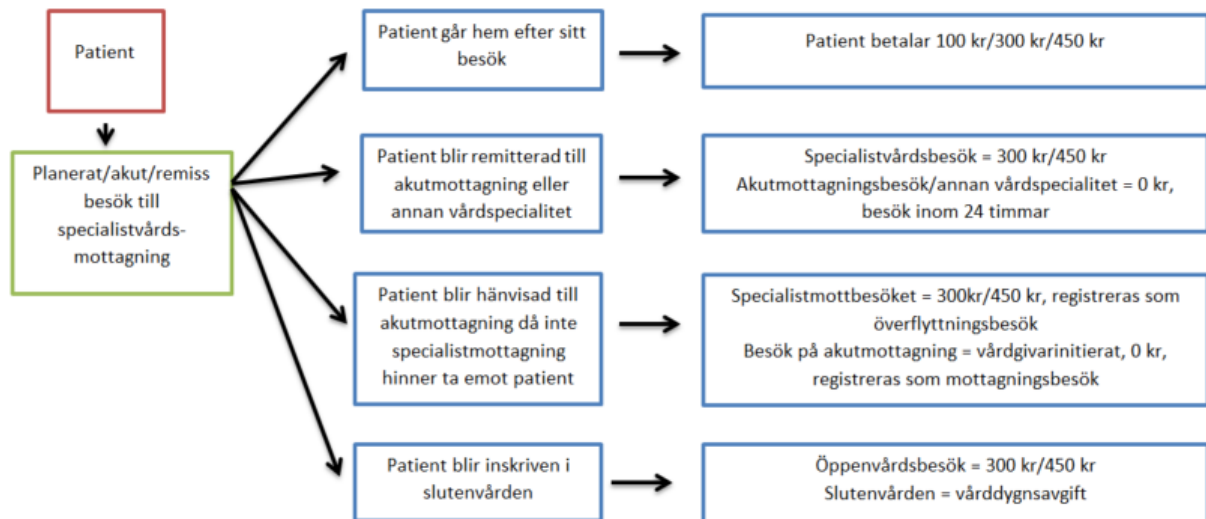 Patient
Planerat/akut/remiss
besök till
specialistvårds-
mottagning
Patient går hem efter sitt
besök
Patient betalar 100 kr/300 kr/450 kr
Patient blir remitterad till
akutmottagning eller
annan vårdspecialitet
Specialistvårdsbesök = 300 kr/450 kr
Akutmottagningsbesök/annan vårdspecialitet = 0 kr,
besök inom 24 timmar
Patient blir hänvisad till
akutmottagning då inte
specialistmottagning
hinner ta emot patient
Specialistmottbesöket = 300kr/450 kr, registreras som
överflyttningsbesök
Besök på akutmottagning = vårdgivarinitierat, 0 kr,
registreras som mottagningsbesök
Patient blir inskriven i
slutenvården
Öppenvårdsbesök = 300 kr/450 kr
Slutenvården = vårddygnsavgift